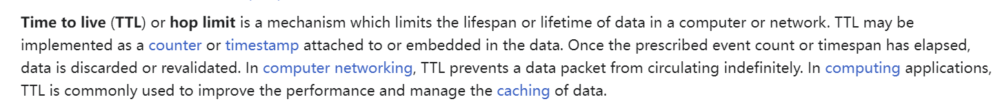 Time to live (TTL) or hop limit is a mechanism which limits the lifespan or lifetime of data in a computer or network. TTL may be
implemented as a counter or timestamp attached to or embedded in the data. Once the prescribed event count or timespan has elapsed,
data is discarded or revalidated. In computer networking, TTL prevents a data packet from circulating indefinitely. In computing applications,
TTL is commonly used to improve the performance and manage the caching of data.